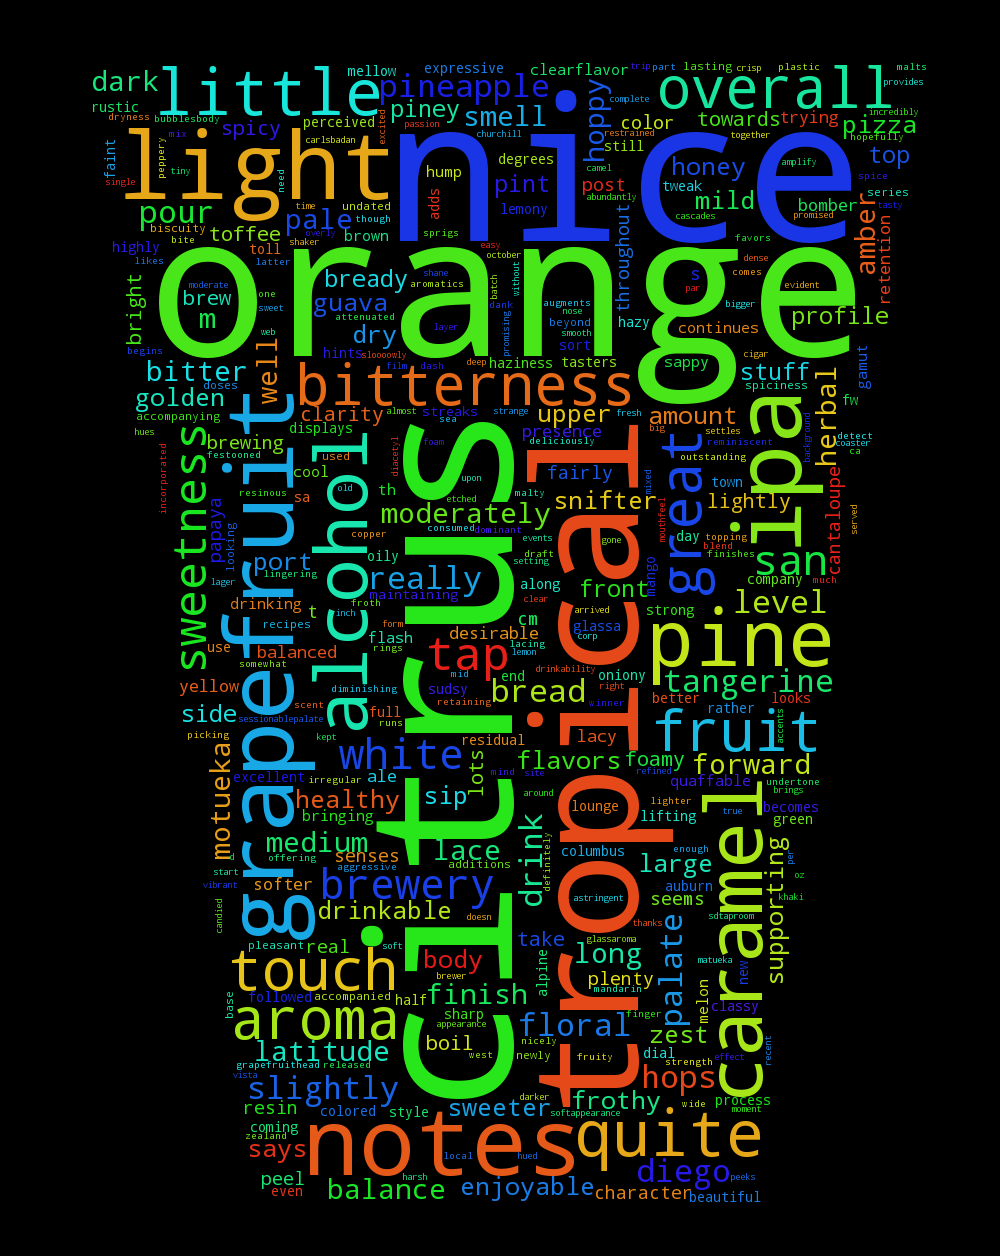 mellow expressive clearflavor trip part lasting crisp plastic malts
dark little pineapple overall
rustic bubblesbody piney smell hoppy complete provides
dryness mix spicy perceived excited passion churchill color towards trying incredibly
faint peppery carlsbadan restrained still together pizza hopefully
light nice
single tiny need hump degrees camel honey amplify top
adds pint post tweak abundantly mild spice series
pour time undated lemony cascades bomber promised tasty
biscuity pale though sprigs throughout favors amber retention
bite toffee overly brown easy dense
highly toll shaker october comes
likes latter shane without
orange
bright moderate bready aromatics batch s par evident
brew one guava layer dank augments bigger profile
m sweet attenuated nose hazy continues
web dry promising beyond smooth
begins hints sloooowly sort cigar gamut
bitter well film dash deep haziness tasters sappy stuff
doses bitterness spiciness
golden accompanying clarity almost streaks strange upper fresh amount herbal fw
hues displays sea presence big settles background detect
brewing diacetyl foam deliciously reminiscent coaster
festooned used upon outstanding ca
sweetness grapefruit cool malty fairly mixed great town ipa
incorporated resinous sa old th etched snifter lightly cantaloupe
papaya looking copper moderately dominant events mouthfeel day topping served
port oily consumed draft gone blend finishes
lingering alcohol citrus setting tropical san
lager really along front mango company much
drinking inch froth maintaining clear arrived strong level
recipes t flash form cm glassa
use balanced rings desirable lacing corp pine
somewhat tap lemon oniony
yellow diminishing mid end drinkability tangerine
scent sudsy bread right better looks
side sessionablepalate full retaining winner rather accents
picking kept runs residual lacy fruit
motueka white lots flavors foamy forward
excellent irregular ale mind site refined quaffable undertone
healthy sip around lounge lighter becomes brings
bringing lifting true green
medium lace drink columbus enough caramel supporting
d offering senses additions definitely large per
start aggressive auburn oz
vibrant softer brewery astringent seems khaki
candied drinkable doesn thanks sdtaproom
pleasant real soft take glassaroma palate
touch body long matueka
brewer alpine plenty melon new
base followed accompanied half finish mandarin classy
aroma sharp floral finger zest
appearance boil nicely effect recent
latitude west newly fruity dial
grapefruithead released strength
vista slightly darker hops
resin colored style sweeter softappearance frothy wide process
coming moment
zealand notes quite
says local hued
peel harsh diego peeks
even balance enjoyable character beautiful